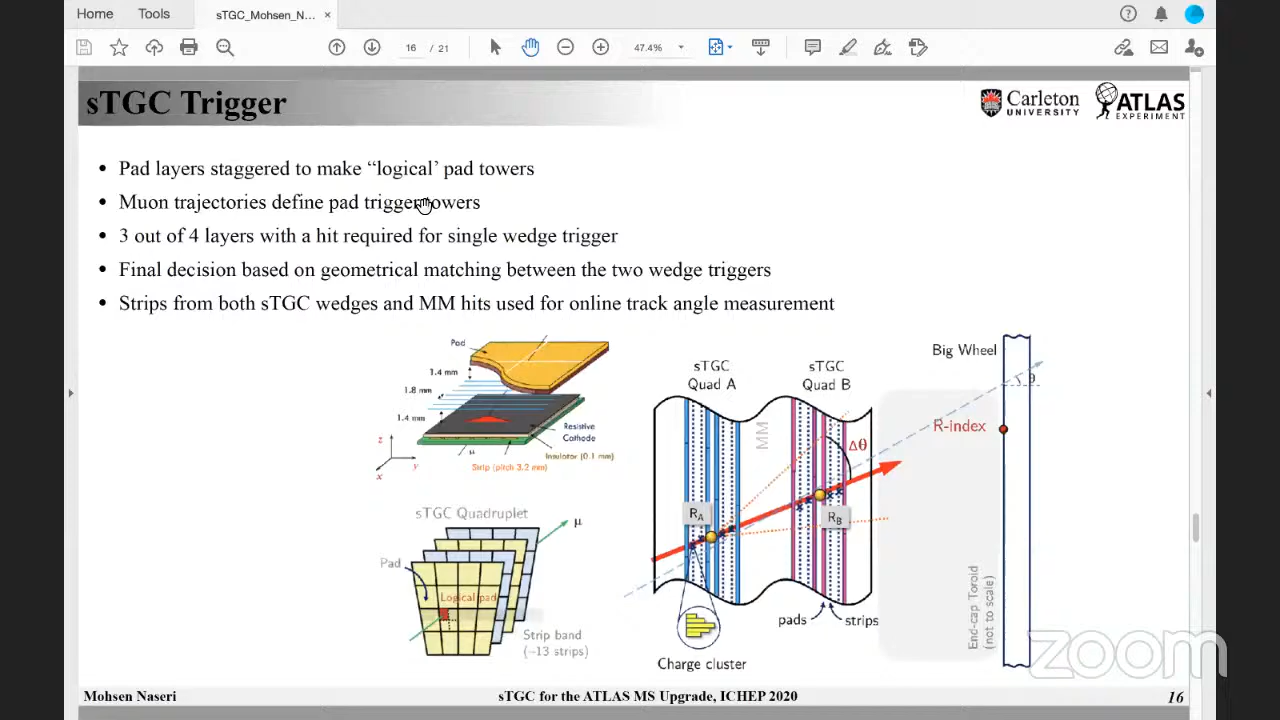 Home Tools sTGC_Mohsen_N... ×
16 / 21 47.4%
sTGC Trigger
Carleton
UNIVERSITY
ATLAS
EXPERIMENT
• Pad layers staggered to make “logical’ pad towers
• Muon trajectories define pad trigger towers
• 3 out of 4 layers with a hit required for single wedge trigger
• Final decision based on geometrical matching between the two wedge triggers
• Strips from both sTGC wedges and MM hits used for online track angle measurement
Pad
1.4 mm
1.8 mm
1.4 mm
Resistive
Cathode
Insulator (0.1 mm)
Strip (pitch 3.2 mm)
μ
z
y
x
sTGC Quadruplet
μ
Pad
Logical pad
Strip band
(~13 strips)
sTGC
Quad A
sTGC
Quad B
MM
Δθ
RA
RB
pads
strips
Charge cluster
Big Wheel
θ
R-index
End-cap Toroid
(not to scale)
zoom
Mohsen Naseri
sTGC for the ATLAS MS Upgrade, ICHEP 2020
16